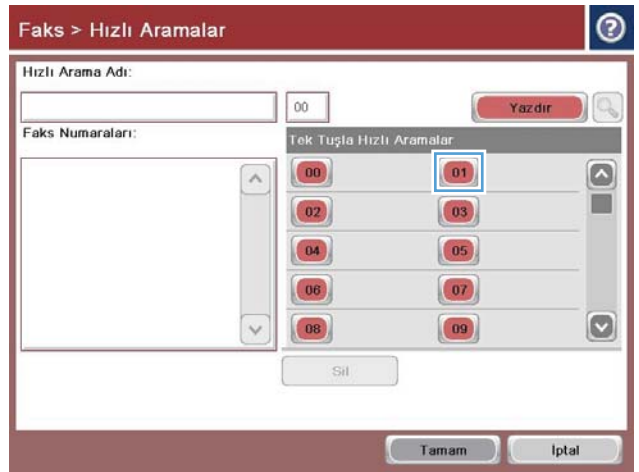 Faks > Hızlı Aramalar
?
Hızlı Arama Adı:
00
Yazdır
Faks Numaraları:
Tek Tuşla Hızlı Aramalar
00 01
02 03
04 05
06 07
08 09
Sil
Tamam İptal